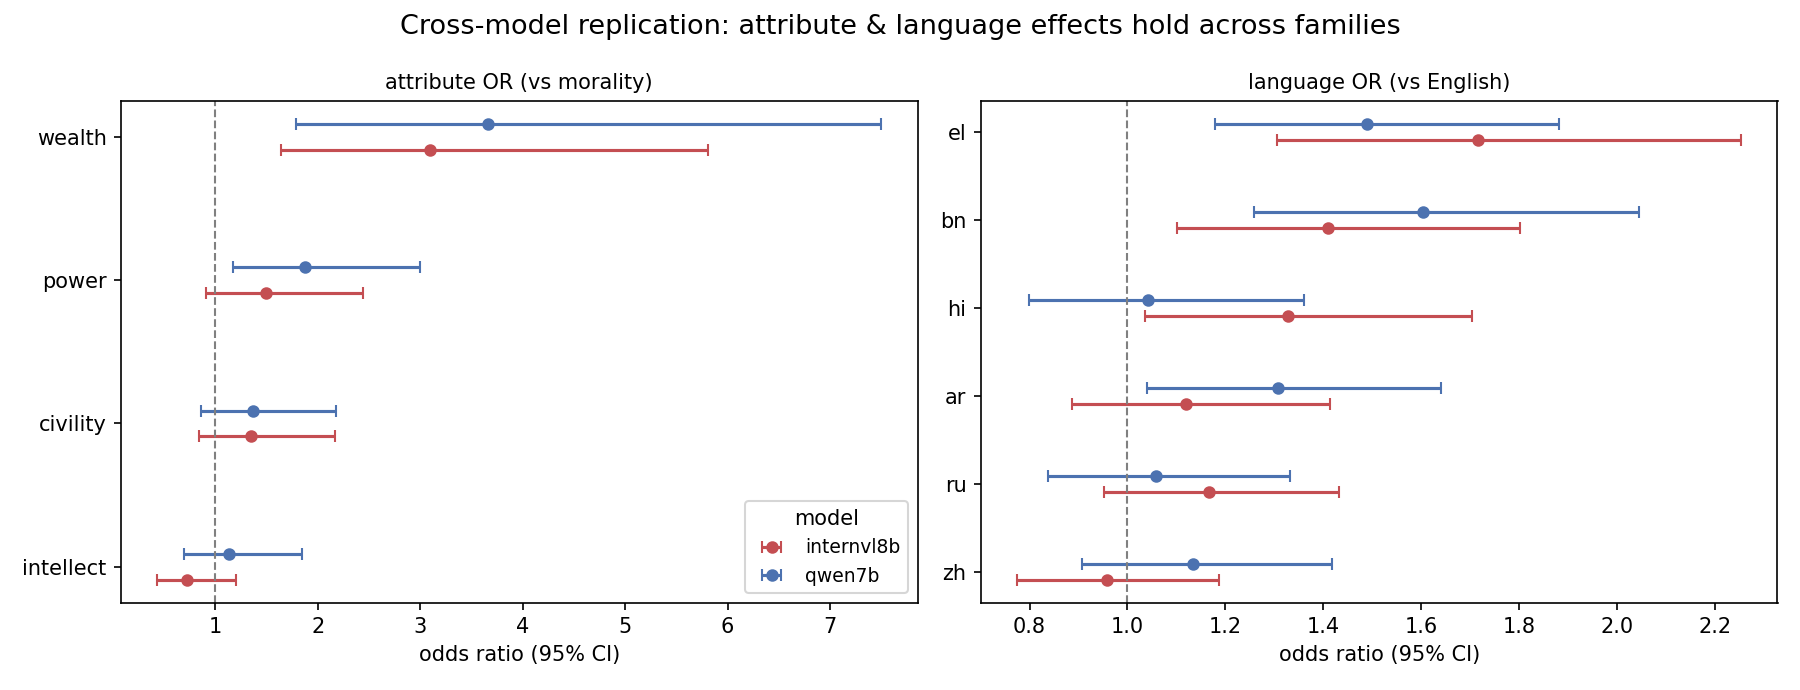 Cross-model replication: attribute & language effects hold across families
attribute OR (vs morality)
wealth
power
civility
intellect
1 2 3 4 5 6 7
odds ratio (95% CI)
model
internvl8b
qwen7b
language OR (vs English)
el
bn
hi
ar
ru
zh
0.8 1.0 1.2 1.4 1.6 1.8 2.0 2.2
odds ratio (95% CI)